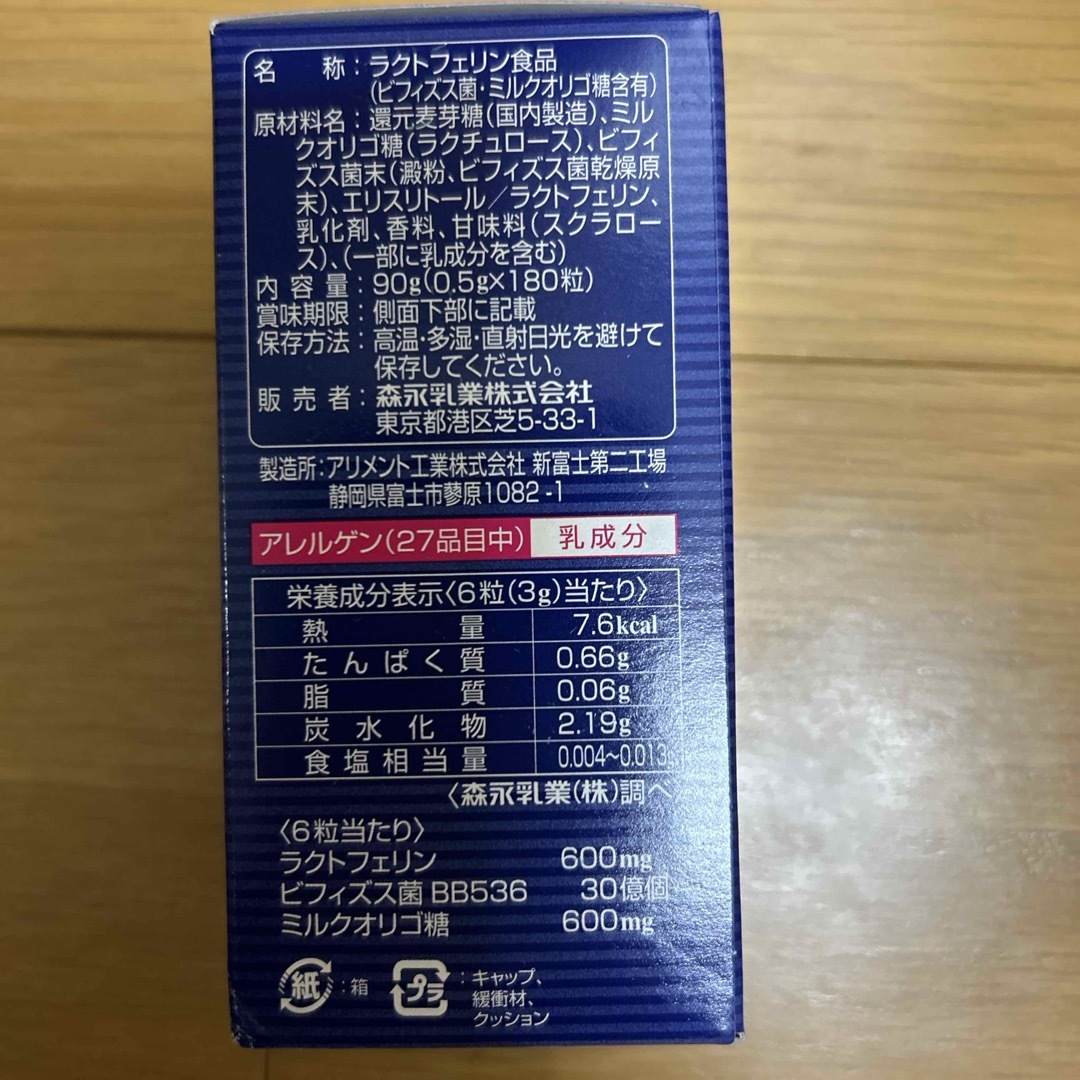 名称：ラクトフェリン食品
（ビフィズス菌・ミルクオリゴ糖含有）
原材料名：還元麦芽糖（国内製造）、ミル
クオリゴ糖（ラクチュロース）、ビフィ
ズス菌末（澱粉、ビフィズス菌乾燥原
末）、エリスリトール／ラクトフェリン、
乳化剤、香料、甘味料（スクラロー
ス）、（一部に乳成分を含む）
内容量：90g（0.5g×180粒）
賞味期限：側面下部に記載
保存方法：高温・多湿・直射日光を避けて
保存してください。
販売者：森永乳業株式会社
東京都港区芝5-33-1
製造所：アリメント工業株式会社 新富士第二工場
静岡県富士市蓼原1082-1
アレルゲン（27品目中） 乳成分
栄養成分表示〈6粒（3g）当たり〉
熱量 7.6kcal
たんぱく質 0.66g
脂質 0.06g
炭水化物 2.19g
食塩相当量 0.004〜0.013g
〈森永乳業（株）調べ
〈6粒当たり〉
ラクトフェリン 600mg
ビフィズス菌 BB536 30億個
ミルクオリゴ糖 600mg
紙：箱 プラ：キャップ、
緩衝材、
クッション